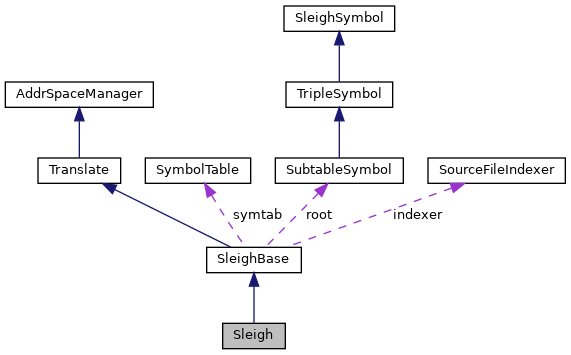 SleighSymbol
AddrSpaceManager
TripleSymbol
Translate
SymbolTable
SubtableSymbol
SourceFileIndexer
symtab
root
indexer
SleighBase
Sleigh